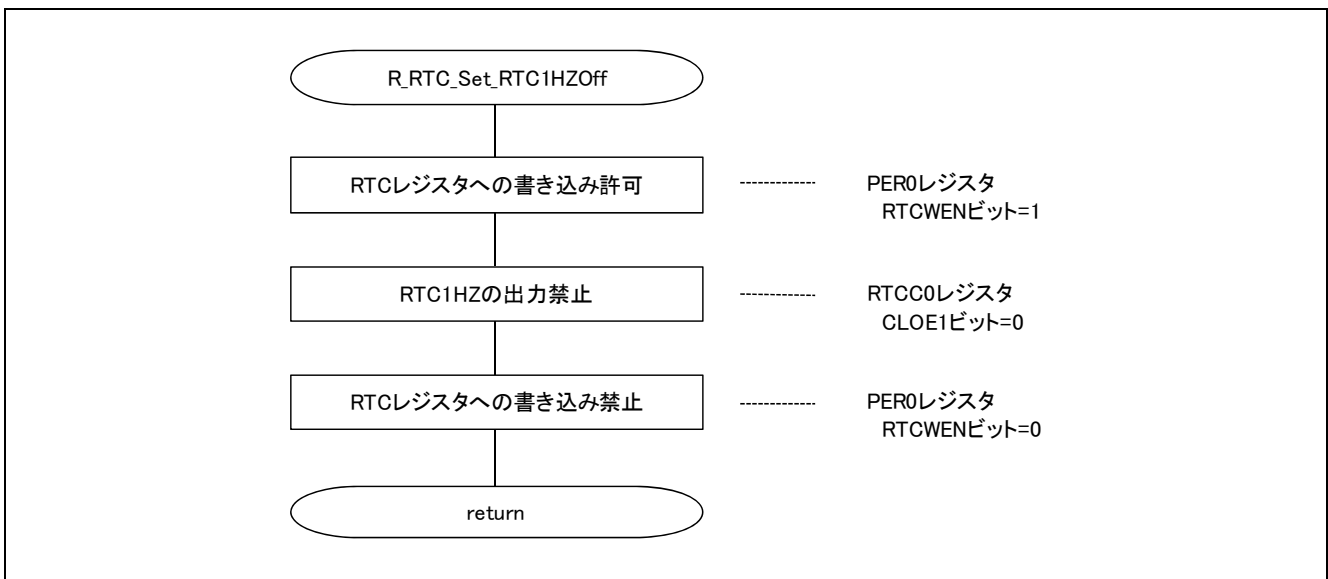 R_RTC_Set_RTC1HZOff
RTCレジスタへの書き込み許可
PER0レジスタ
RTCWENビット=1
RTC1HZの出力禁止
RTCC0レジスタ
CLOE1ビット=0
RTCレジスタへの書き込み禁止
PER0レジスタ
RTCWENビット=0
return